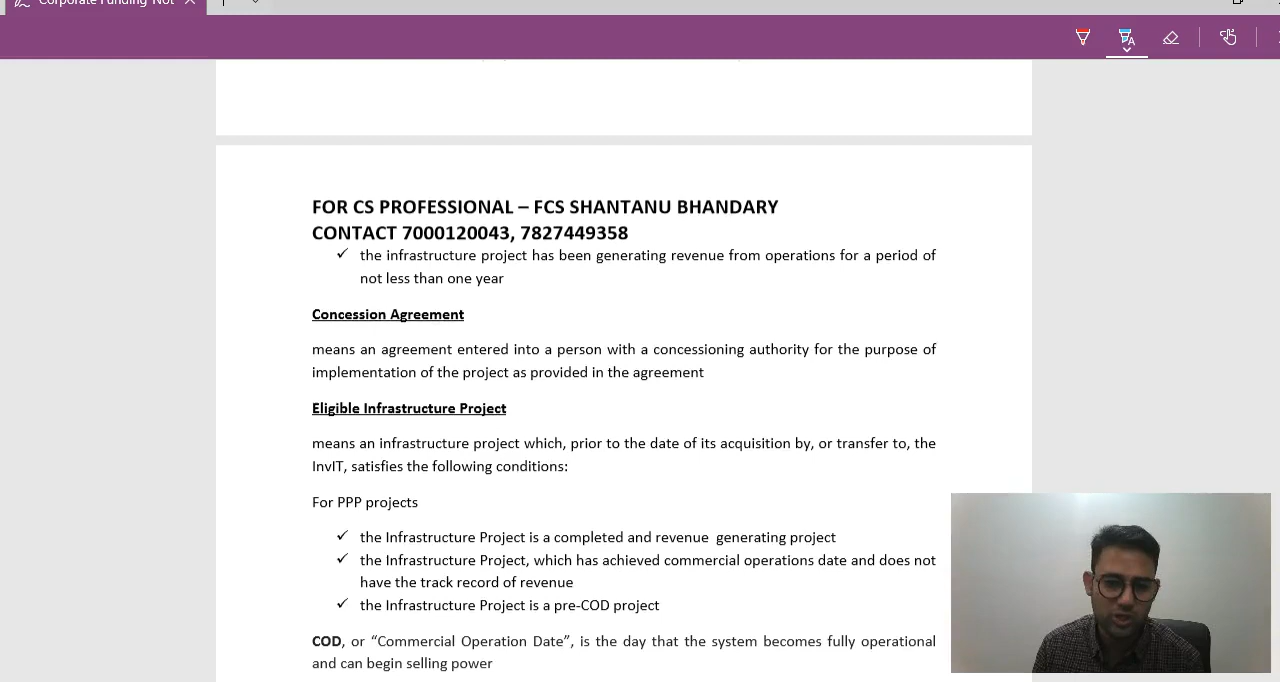 Corporate Funding-Not
FOR CS PROFESSIONAL – FCS SHANTANU BHANDARY
CONTACT 7000120043, 7827449358
✓ the infrastructure project has been generating revenue from operations for a period of
not less than one year
Concession Agreement
means an agreement entered into a person with a concessioning authority for the purpose of
implementation of the project as provided in the agreement
Eligible Infrastructure Project
means an infrastructure project which, prior to the date of its acquisition by, or transfer to, the
InvIT, satisfies the following conditions:
For PPP projects
✓ the Infrastructure Project is a completed and revenue generating project
✓ the Infrastructure Project, which has achieved commercial operations date and does not
have the track record of revenue
✓ the Infrastructure Project is a pre-COD project
COD, or “Commercial Operation Date”, is the day that the system becomes fully operational
and can begin selling power